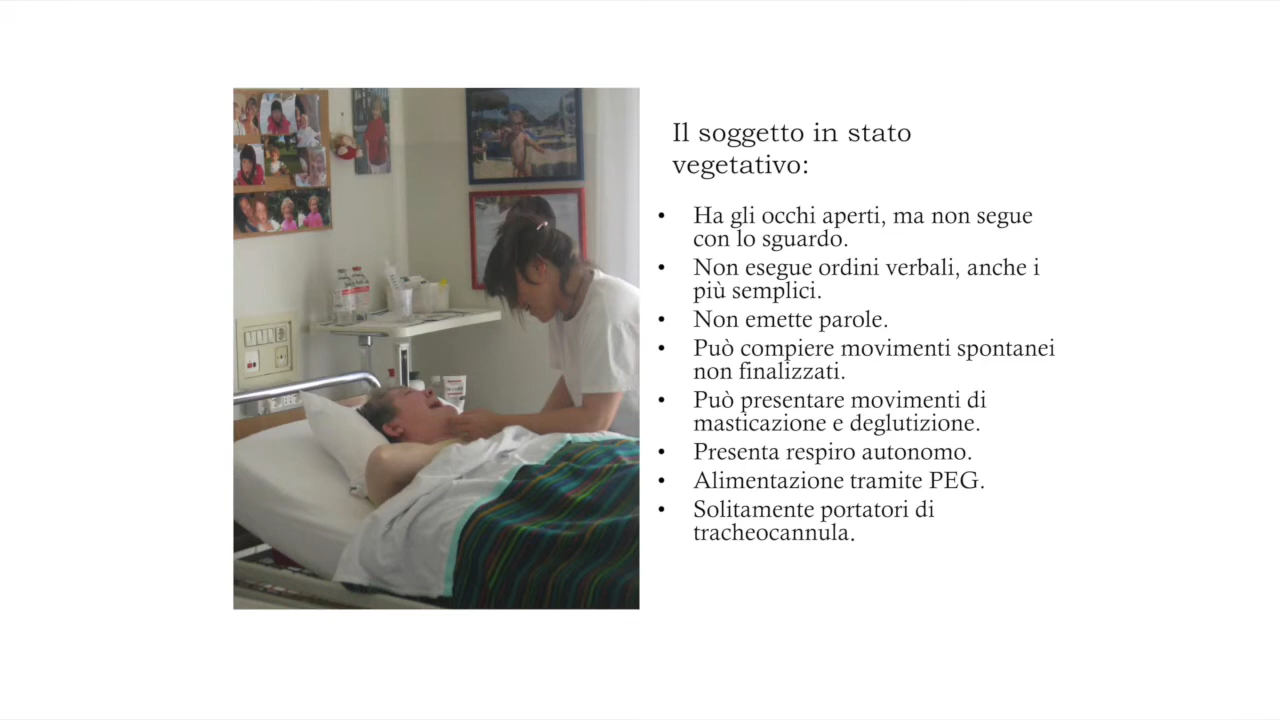 Il soggetto in stato
vegetativo:
• Ha gli occhi aperti, ma non segue
con lo sguardo.
• Non esegue ordini verbali, anche i
più semplici.
• Non emette parole.
• Può compiere movimenti spontanei
non finalizzati.
• Può presentare movimenti di
masticazione e deglutizione.
• Presenta respiro autonomo.
• Alimentazione tramite PEG.
• Solitamente portatori di
tracheocannula.